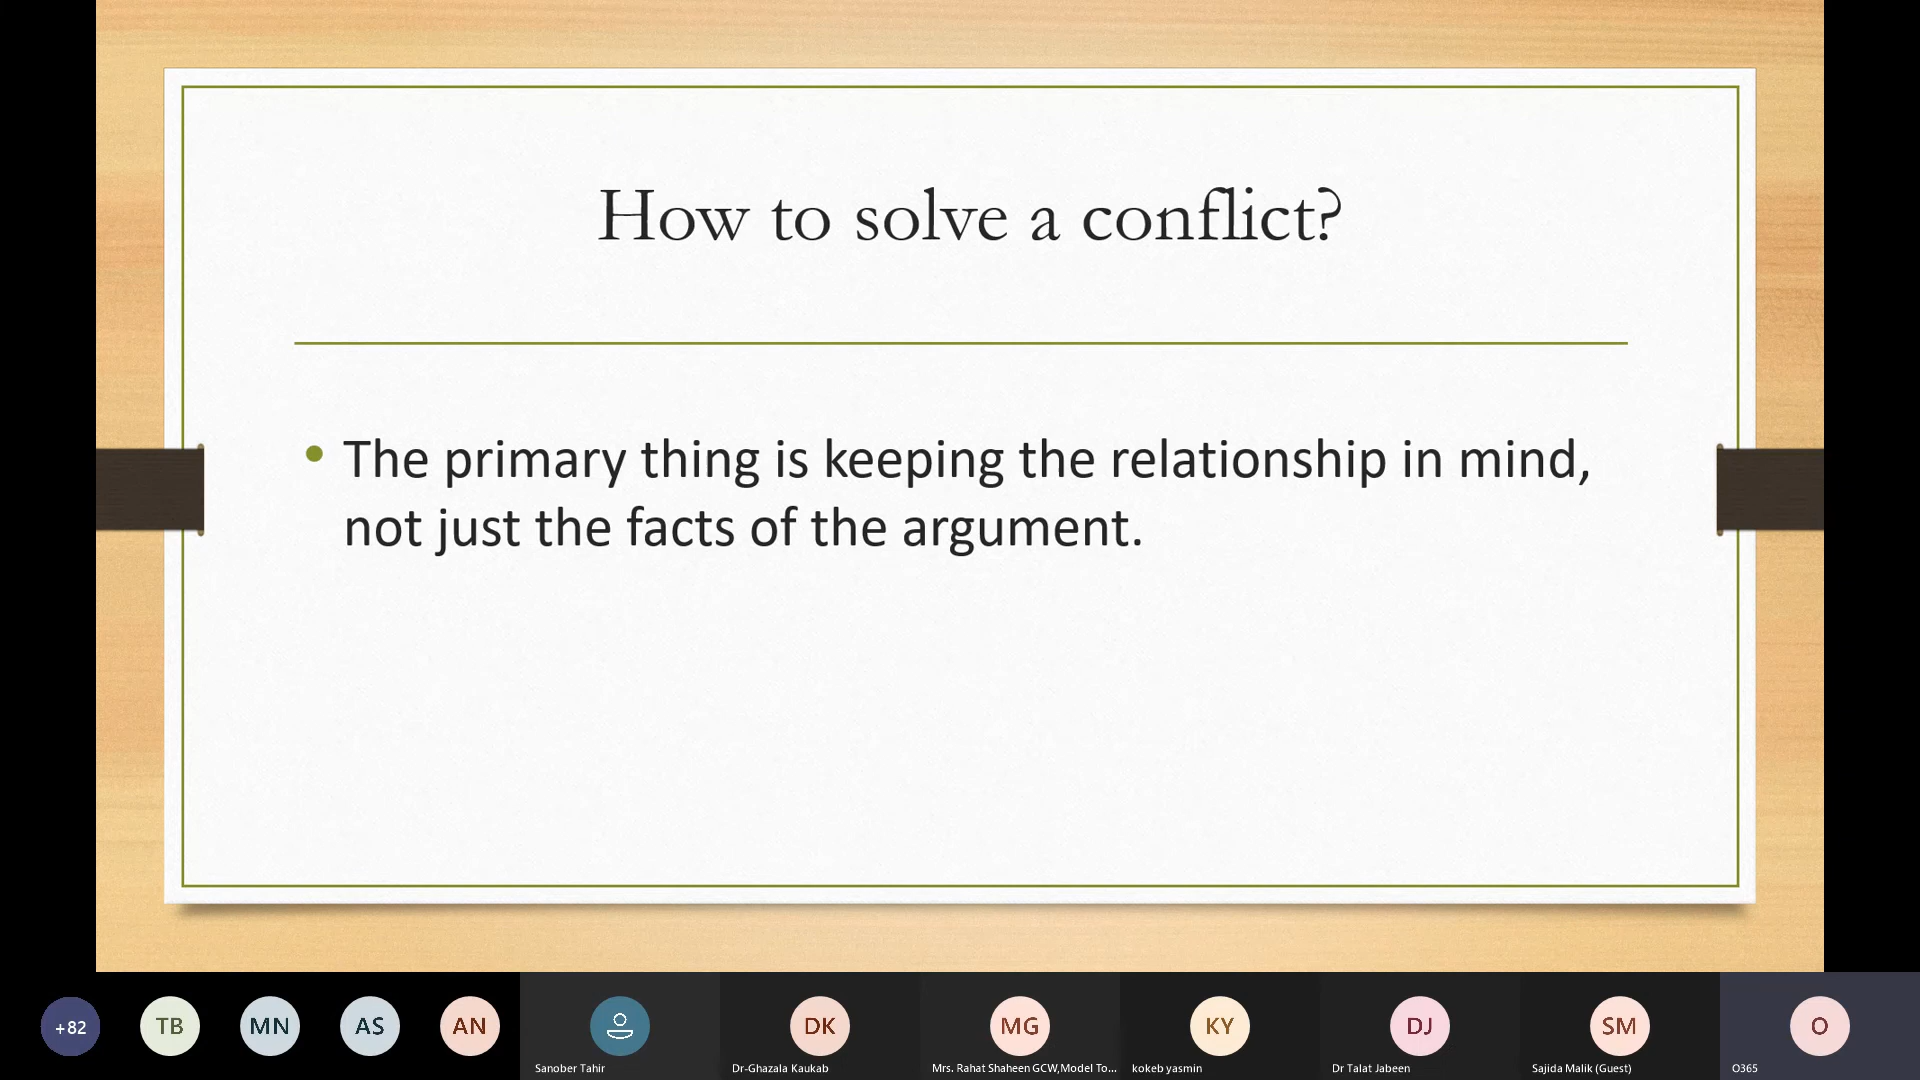 How to solve a conflict?
• The primary thing is keeping the relationship in mind,
not just the facts of the argument.
+82
TB
MN
AS
AN
DK
MG
KY
DJ
SM
O
Sanober Tahir
Dr-Ghazala Kaukab
Mrs. Rahat Shaheen GCW,Model To...
kokeb yasmin
Dr Talat Jabeen
Sajida Malik (Guest)
O365